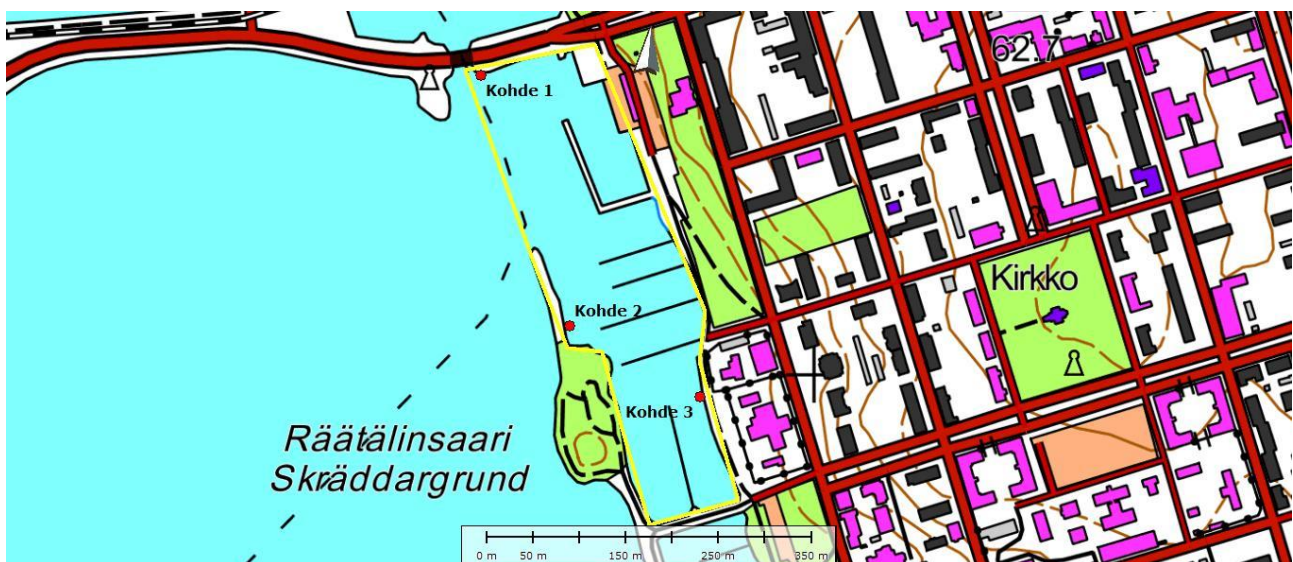 62.7
Kohde 1
Kirkko
Kohde 2
Kohde 3
Räätälinsaari
Skräddargrund
0 m 50 m 150 m 250 m 350 m